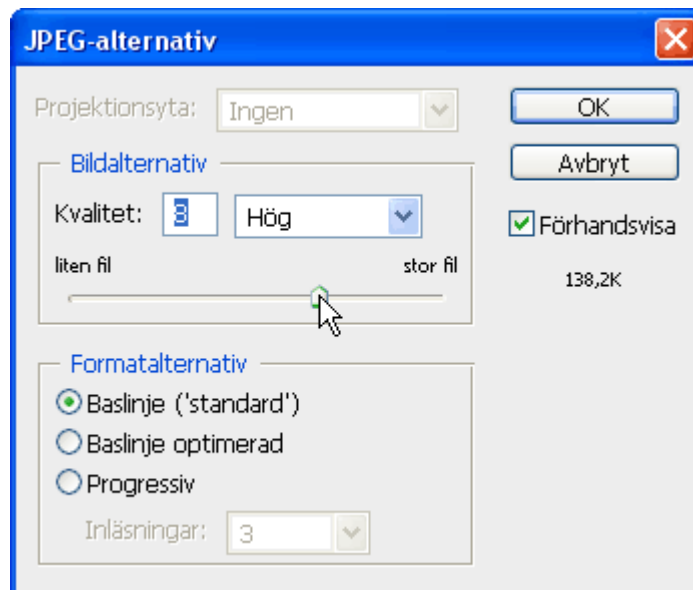 JPEG-alternativ
Projektionsyta: Ingen
OK
Bildalternativ
Avbryt
Kvalitet: 8 Hög
Förhandsvisa
liten fil stor fil
138,2K
Formatalternativ
Baslinje ('standard')
Baslinje optimerad
Progressiv
Inläsningar: 3